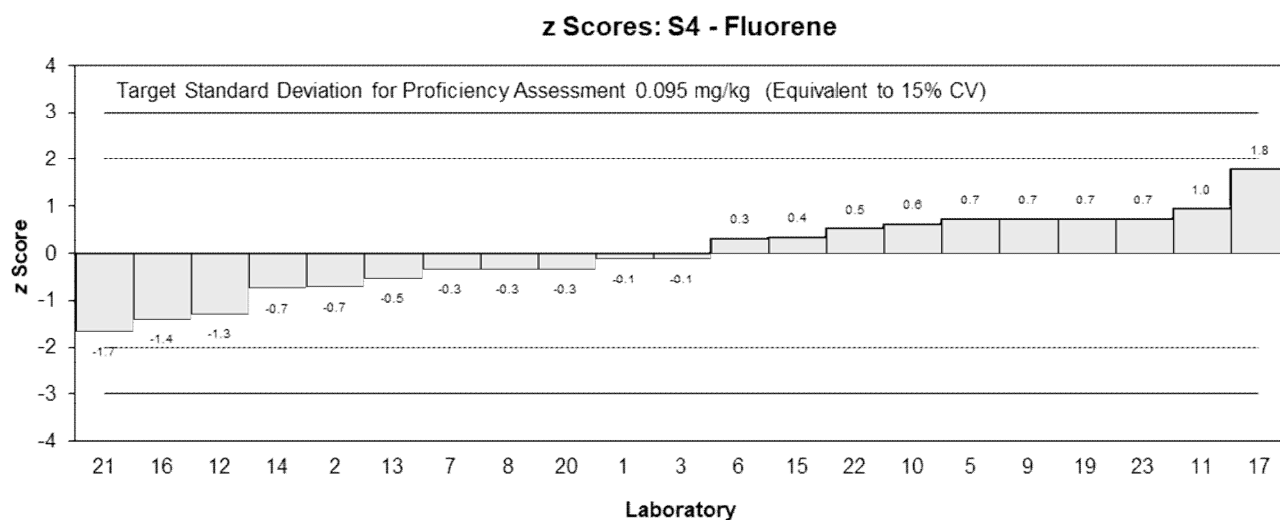 z Scores: S4 - Fluorene
4
Target Standard Deviation for Proficiency Assessment 0.095 mg/kg (Equivalent to 15% CV)
3
2
1.8
1
0.3 0.4 0.5 0.6 0.7 0.7 0.7 0.7 1.0
z Score
0
-0.1 -0.1
-0.7 -0.7 -0.5 -0.3 -0.3 -0.3
-1
-1.7 -1.4 -1.3
-2
-3
-4
21 16 12 14 2 13 7 8 20 1 3 6 15 22 10 5 9 19 23 11 17
Laboratory